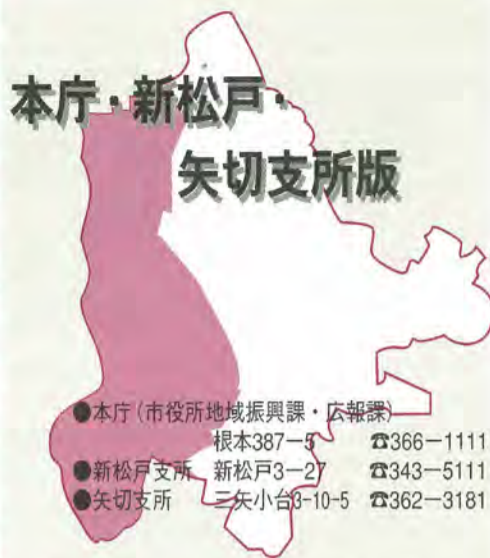 本庁・新松戸・
矢切支所版
●本庁(市役所地域振興課・広報課)
根本387-5 ☎366-1111
●新松戸支所 新松戸3-27 ☎343-5111
●矢切支所 三矢小台3-10-5 ☎362-3181